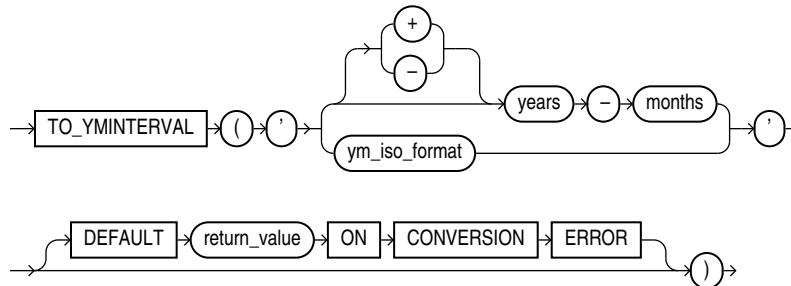 +
–
years – months
TO_YMINTERVAL ( ' '
ym_iso_format
DEFAULT return_value ON CONVERSION ERROR
)